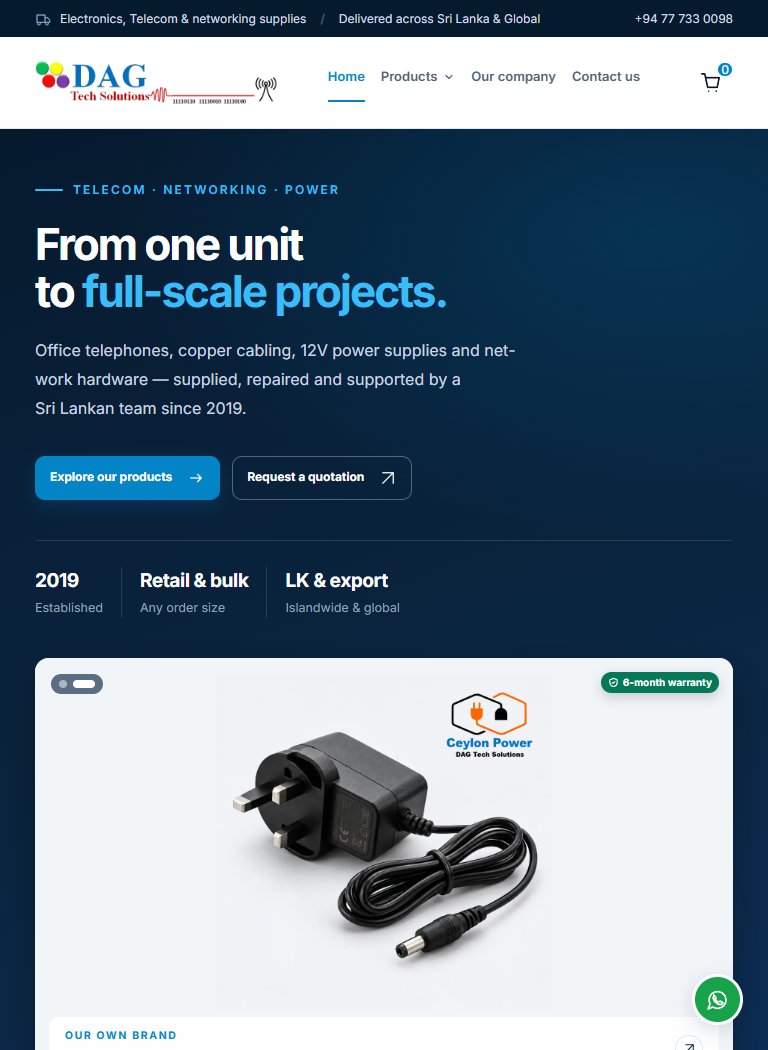 Electronics, Telecom & networking supplies / Delivered across Sri Lanka & Global +94 77 733 0098
DAG
Tech Solutions
11110110 11110010 11110100
Home Products Our company Contact us 0
TELECOM · NETWORKING · POWER
From one unit
to full-scale projects.
Office telephones, copper cabling, 12V power supplies and net-
work hardware — supplied, repaired and supported by a
Sri Lankan team since 2019.
Explore our products → Request a quotation
2019 Retail & bulk LK & export
Established Any order size Islandwide & global
6-month warranty
Ceylon Power
DAG Tech Solutions
CE
OUR OWN BRAND